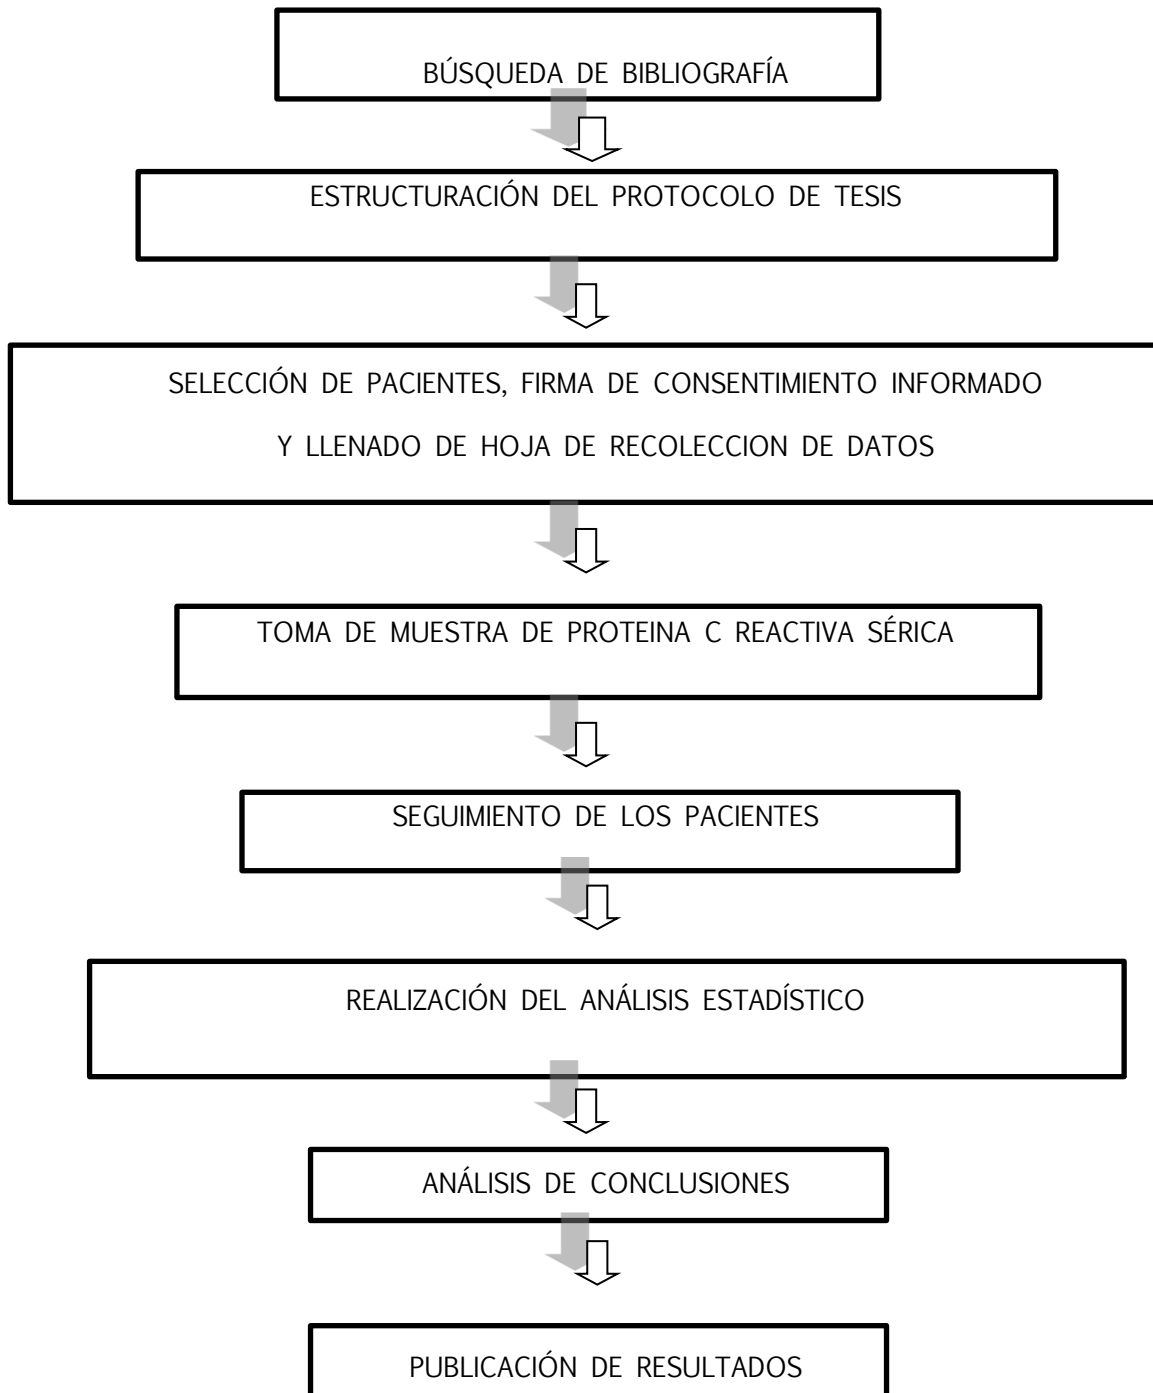 BÚSQUEDA DE BIBLIOGRAFÍA
ESTRUCTURACIÓN DEL PROTOCOLO DE TESIS
SELECCIÓN DE PACIENTES, FIRMA DE CONSENTIMIENTO INFORMADO
Y LLENADO DE HOJA DE RECOLECCION DE DATOS
TOMA DE MUESTRA DE PROTEINA C REACTIVA SÉRICA
SEGUIMIENTO DE LOS PACIENTES
REALIZACIÓN DEL ANÁLISIS ESTADÍSTICO
ANÁLISIS DE CONCLUSIONES
PUBLICACIÓN DE RESULTADOS